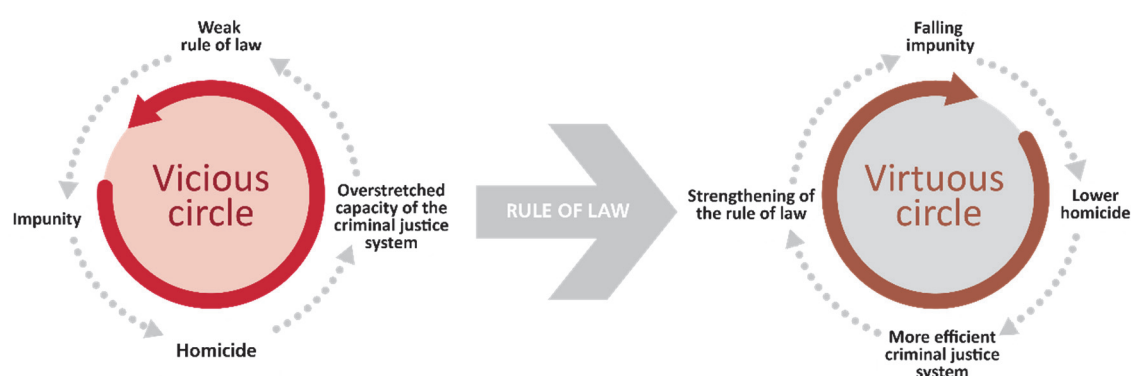 Weak
rule of law
Vicious
circle
Impunity
Overstretched
capacity of the
criminal justice
system
Homicide
RULE OF LAW
Falling
impunity
Virtuous
circle
Strengthening of
the rule of law
Lower
homicide
More efficient
criminal justice
system